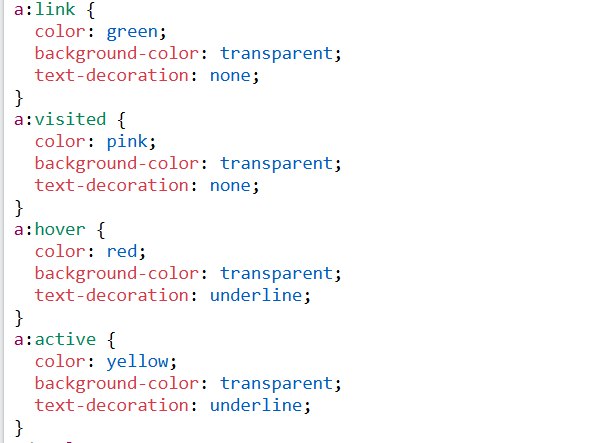 a:link {
  color: green;
  background-color: transparent;
  text-decoration: none;
}
a:visited {
  color: pink;
  background-color: transparent;
  text-decoration: none;
}
a:hover {
  color: red;
  background-color: transparent;
  text-decoration: underline;
}
a:active {
  color: yellow;
  background-color: transparent;
  text-decoration: underline;
}